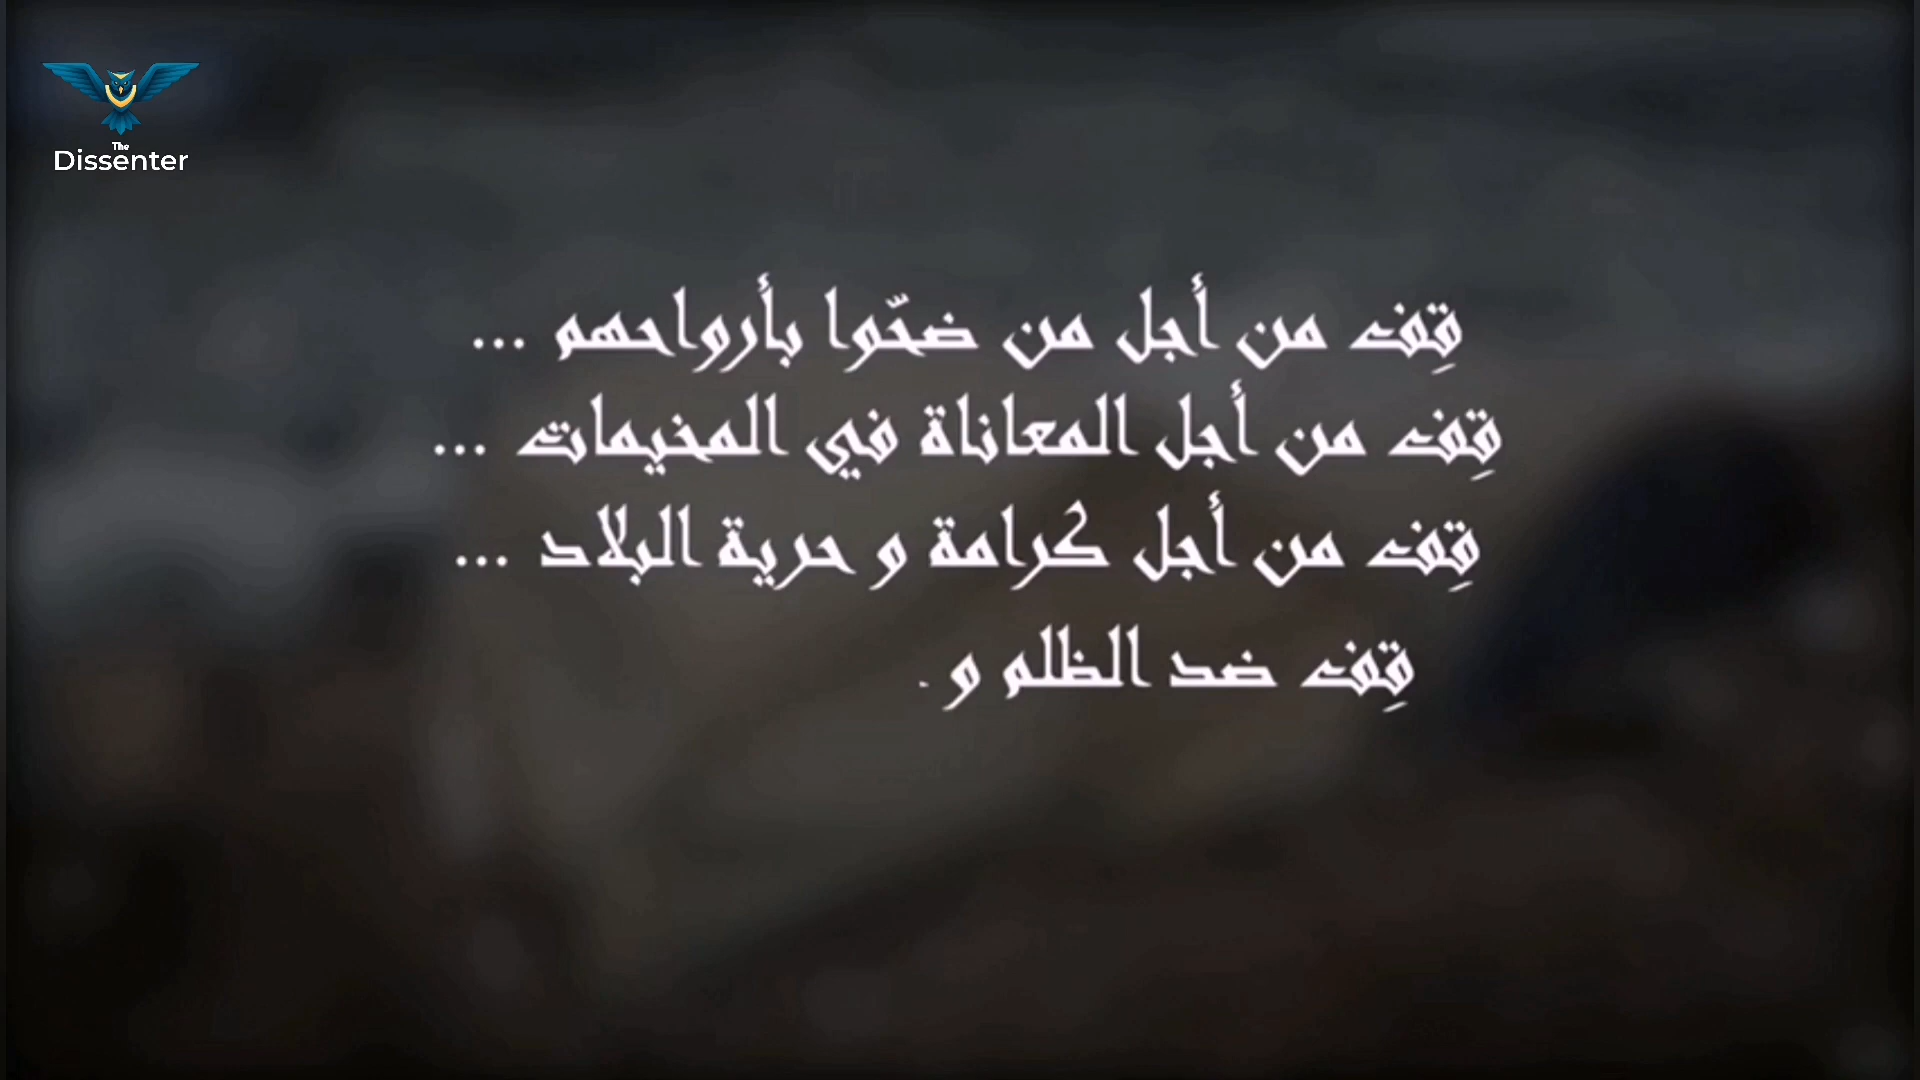 The
Dissenter
قِف من أجل من ضحّوا بأرواحهم ...
قِف من أجل المعاناة في المخيمات ...
قِف من أجل كرامة و حرية البلاد ...
قِف ضد الظلم و